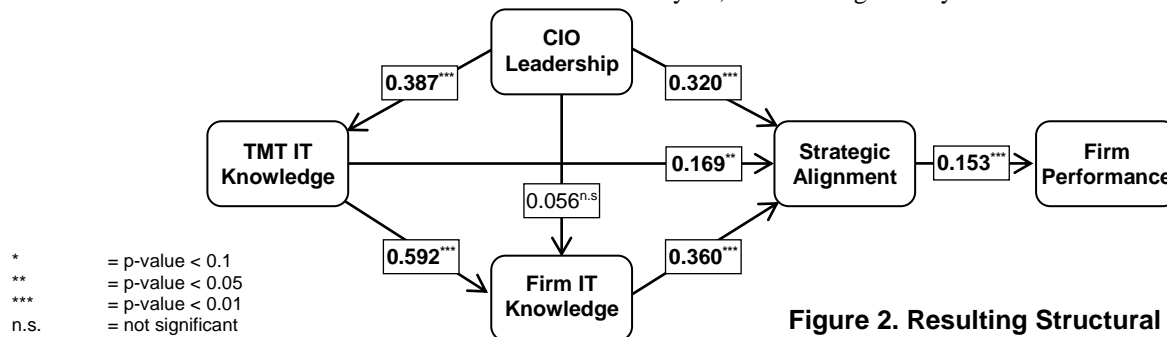 CIO
Leadership
0.387***
0.320***
TMT IT
Knowledge
0.169**
Strategic
Alignment
0.153***
Firm
Performance
0.056n.s
0.592***
0.360***
Firm IT
Knowledge
* = p-value < 0.1
** = p-value < 0.05
*** = p-value < 0.01
n.s. = not significant
Figure 2. Resulting Structural